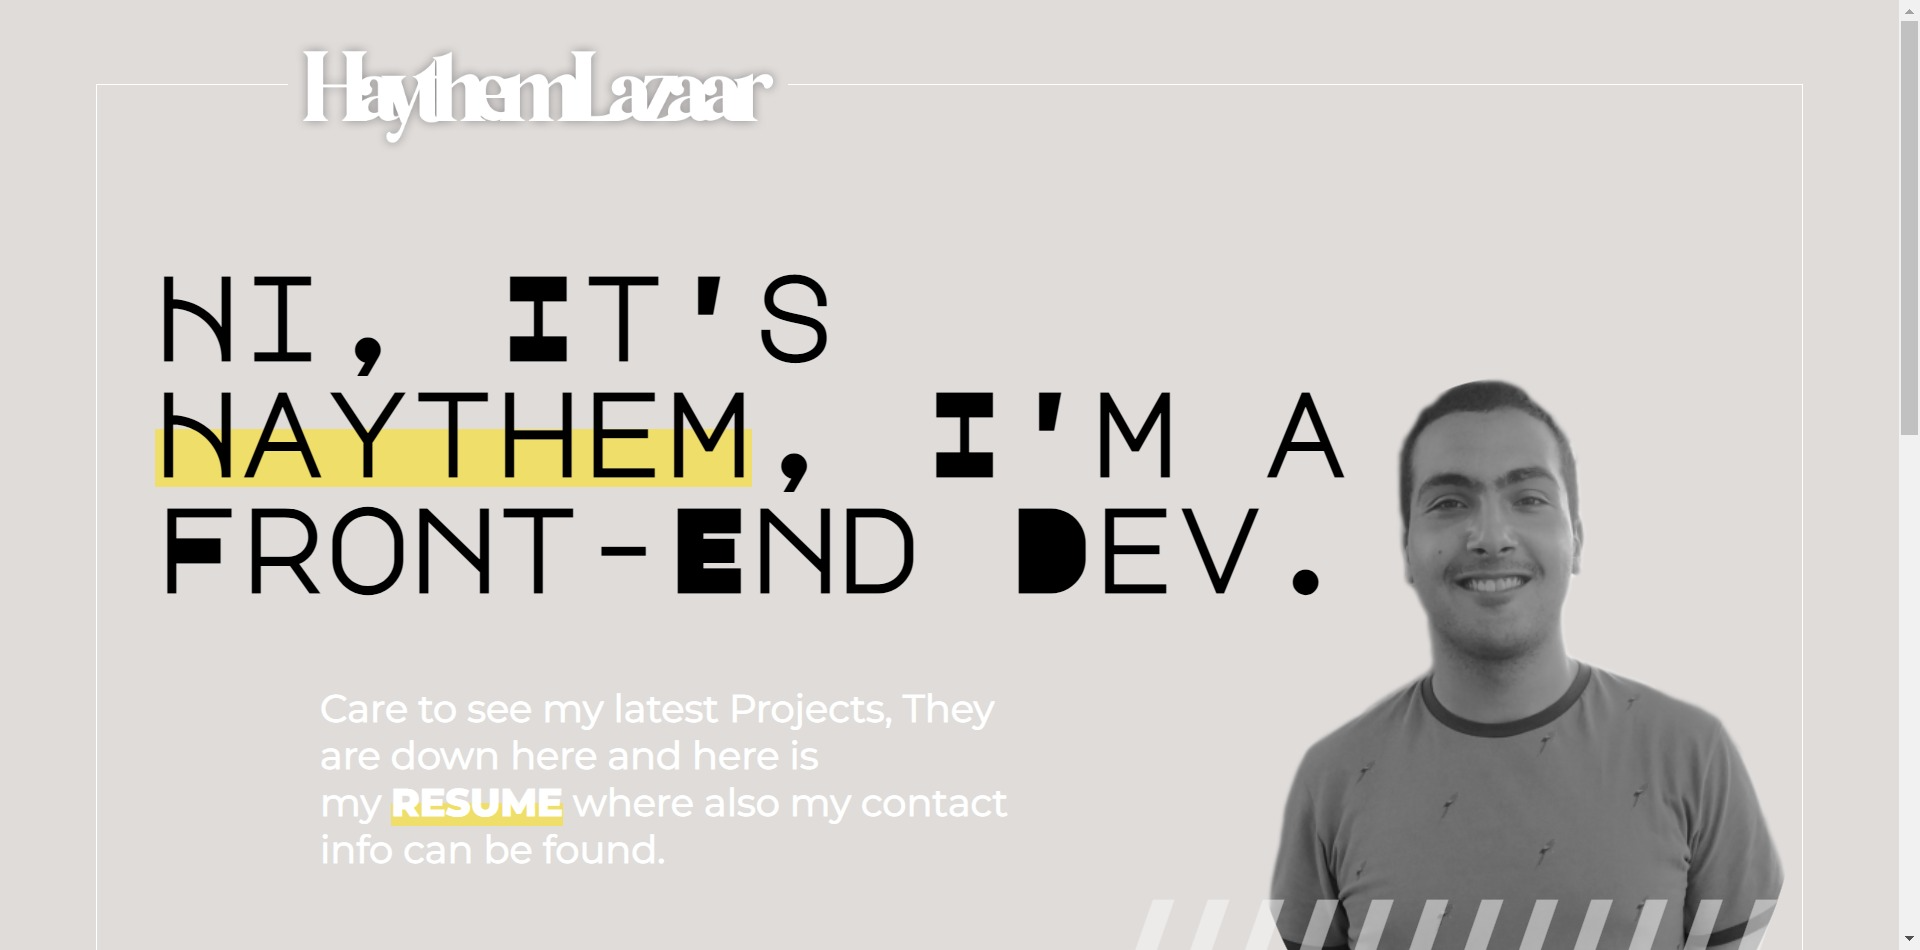 HaythemLazaar
HI, IT'S
HAYTHEM, I'M A
FRONT-END DEV.
Care to see my latest Projects, They
are down here and here is
my RESUME where also my contact
info can be found.